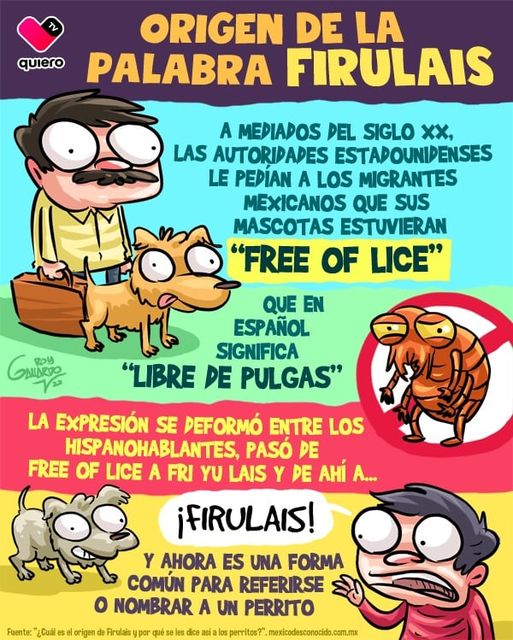 TV
quiero
ORIGEN DE LA
PALABRA FIRULAIS
A MEDIADOS DEL SIGLO XX,
LAS AUTORIDADES ESTADOUNIDENSES
LE PEDÍAN A LOS MIGRANTES
MEXICANOS QUE SUS
MASCOTAS ESTUVIERAN
"FREE OF LICE"
QUE EN
ESPAÑOL
SIGNIFICA
"LIBRE DE PULGAS"
ROY
GALLARDO
22
LA EXPRESIÓN SE DEFORMÓ ENTRE LOS
HISPANOHABLANTES, PASÓ DE
FREE OF LICE A FRI YU LAIS Y DE AHÍ A...
¡FIRULAIS!
Y AHORA ES UNA FORMA
COMÚN PARA REFERIRSE
O NOMBRAR A UN PERRITO
Fuente: "¿Cuál es el origen de Firulais y por qué se les dice así a los perritos?". mexicodesconocido.com.mx